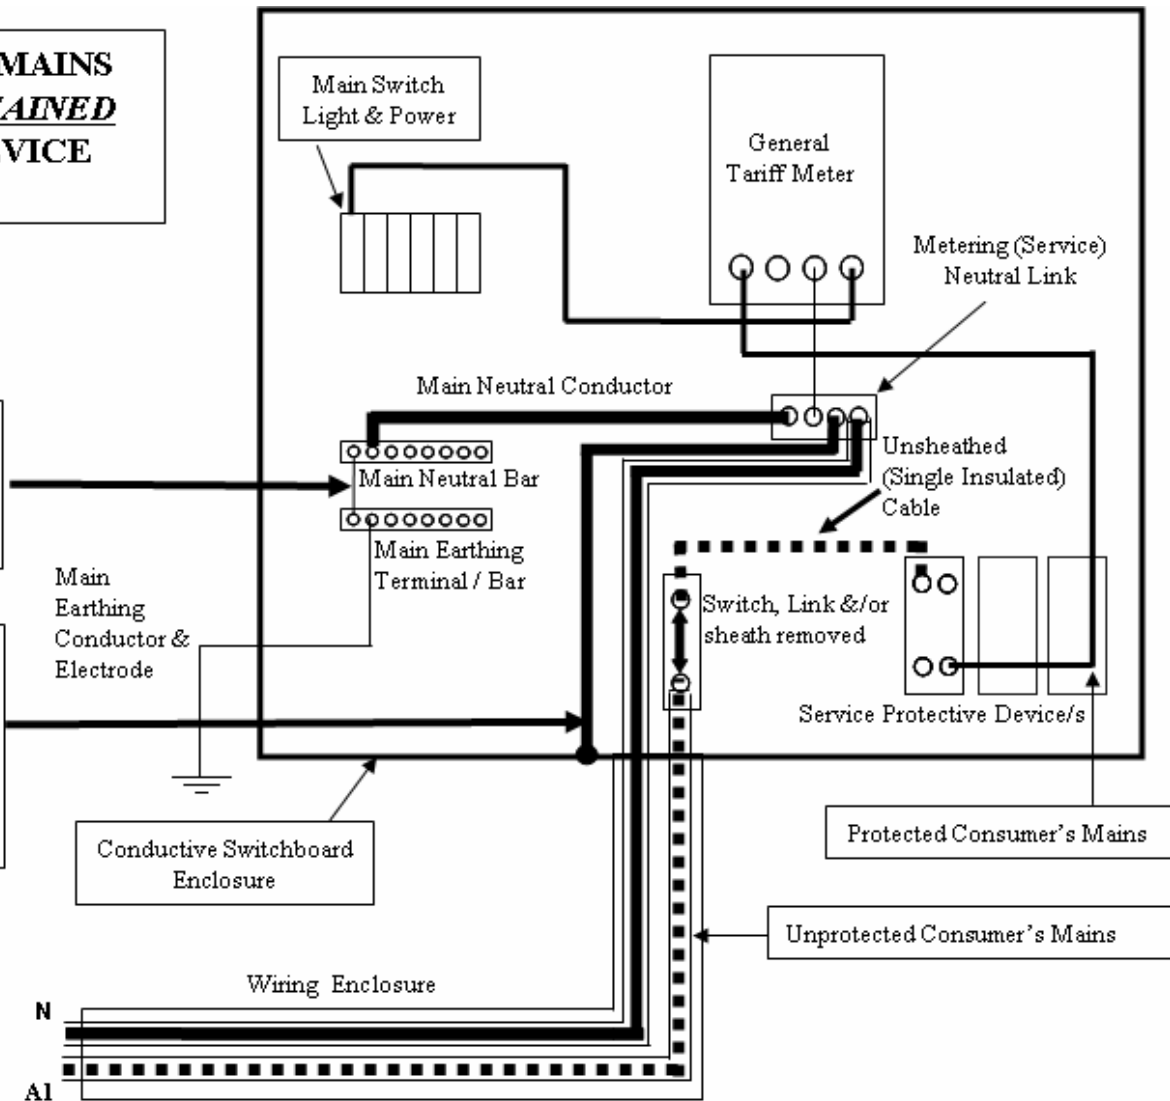 MAINS
AINED
VICE
Main Switch
Light & Power
General
Tariff Meter
Metering (Service)
Neutral Link
Main Neutral Conductor
Unsheathed
(Single Insulated)
Cable
Main Neutral Bar
Main Earthing
Terminal / Bar
Main
Earthing
Conductor &
Electrode
Switch, Link &/or
sheath removed
Service Protective Device/s
Conductive Switchboard
Enclosure
Protected Consumer's Mains
Unprotected Consumer's Mains
Wiring Enclosure
N
A1